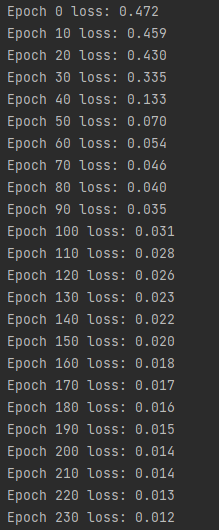 Epoch 0 loss: 0.472
Epoch 10 loss: 0.459
Epoch 20 loss: 0.430
Epoch 30 loss: 0.335
Epoch 40 loss: 0.133
Epoch 50 loss: 0.070
Epoch 60 loss: 0.054
Epoch 70 loss: 0.046
Epoch 80 loss: 0.040
Epoch 90 loss: 0.035
Epoch 100 loss: 0.031
Epoch 110 loss: 0.028
Epoch 120 loss: 0.026
Epoch 130 loss: 0.023
Epoch 140 loss: 0.022
Epoch 150 loss: 0.020
Epoch 160 loss: 0.018
Epoch 170 loss: 0.017
Epoch 180 loss: 0.016
Epoch 190 loss: 0.015
Epoch 200 loss: 0.014
Epoch 210 loss: 0.014
Epoch 220 loss: 0.013
Epoch 230 loss: 0.012